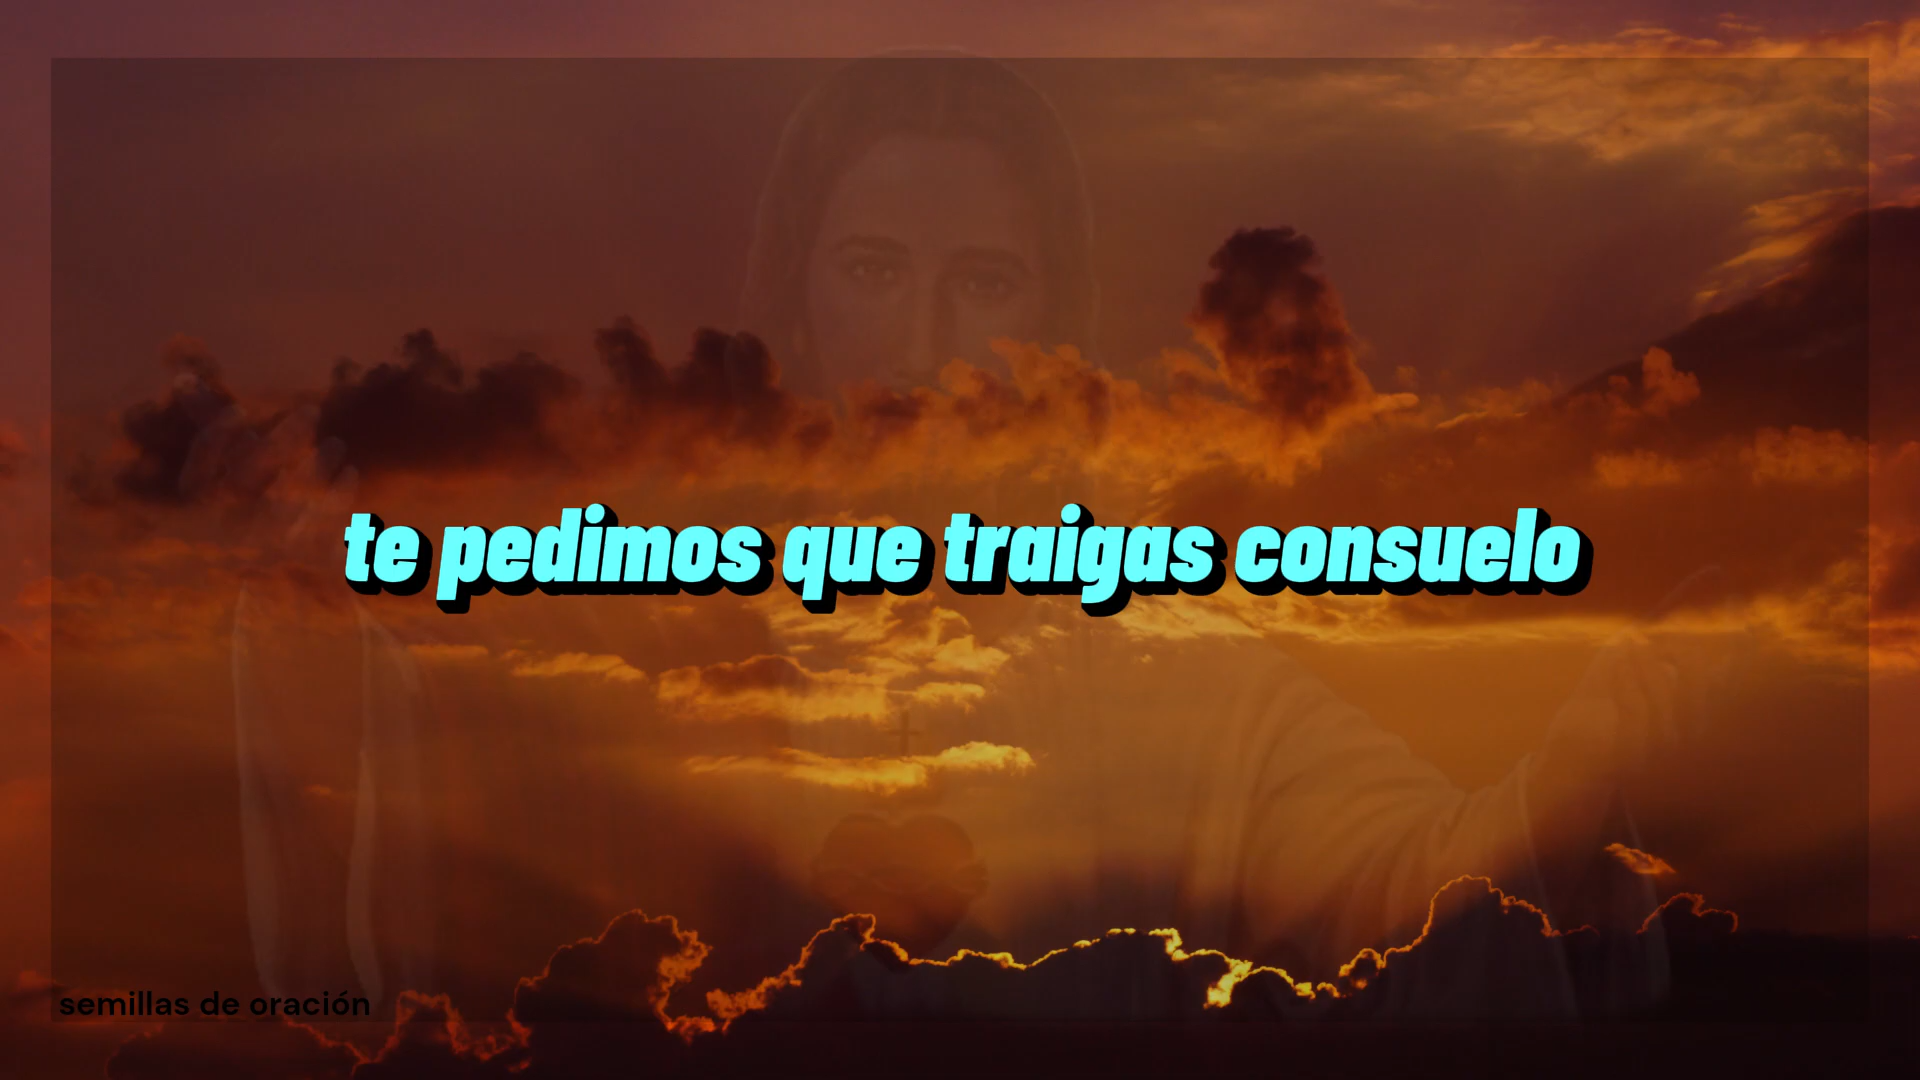 te pedimos que traigas consuelo
semillas de oración